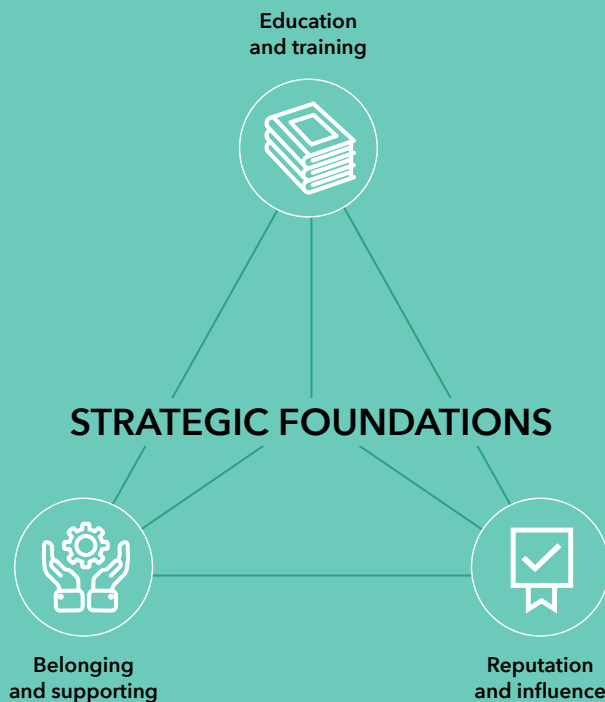 Education
and training
STRATEGIC FOUNDATIONS
Belonging
and supporting
Reputation
and influence